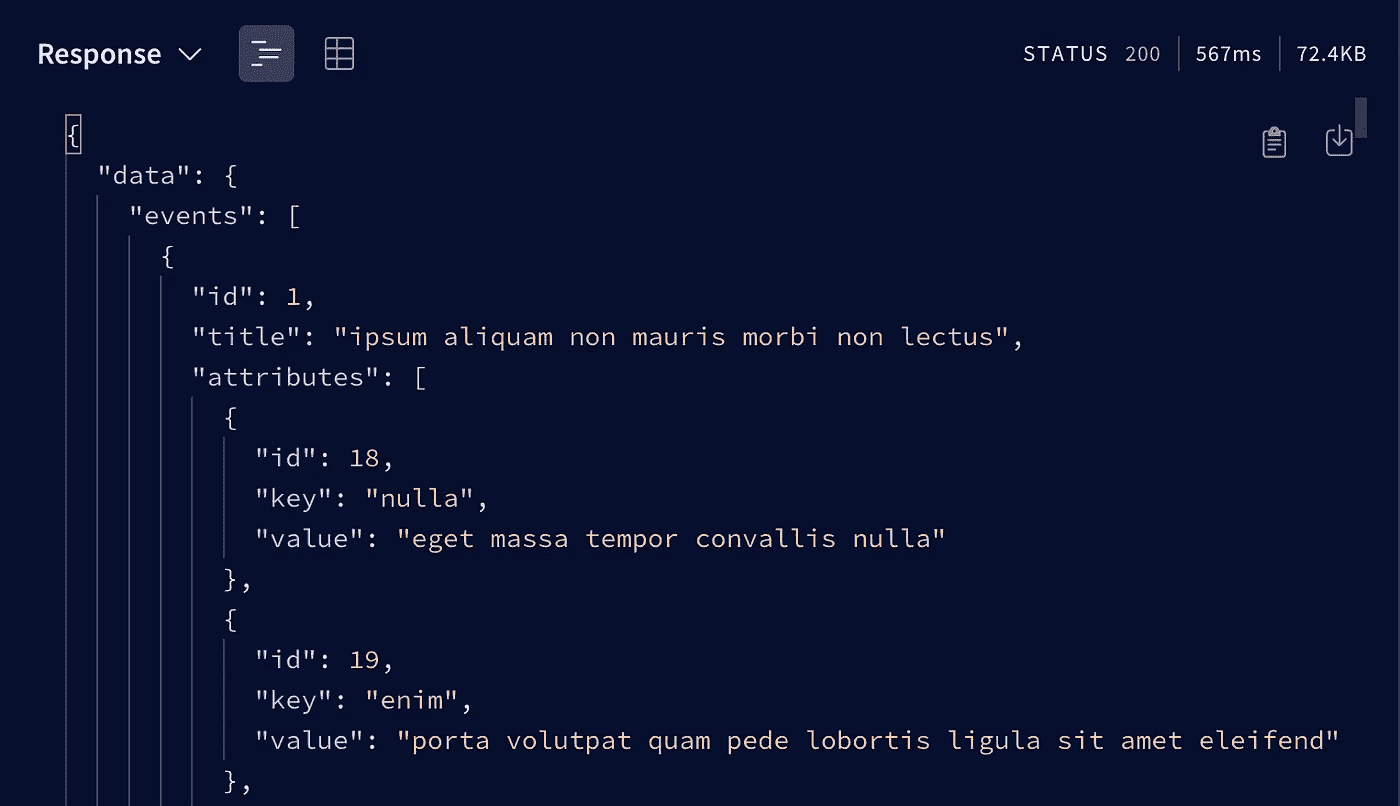 Response STATUS 200 567ms 72.4KB
{
"data": {
"events": [
{
"id": 1,
"title": "ipsum aliquam non mauris morbi non lectus",
"attributes": [
{
"id": 18,
"key": "nulla",
"value": "eget massa tempor convallis nulla"
},
{
"id": 19,
"key": "enim",
"value": "porta volutpat quam pede lobortis ligula sit amet eleifend"
},